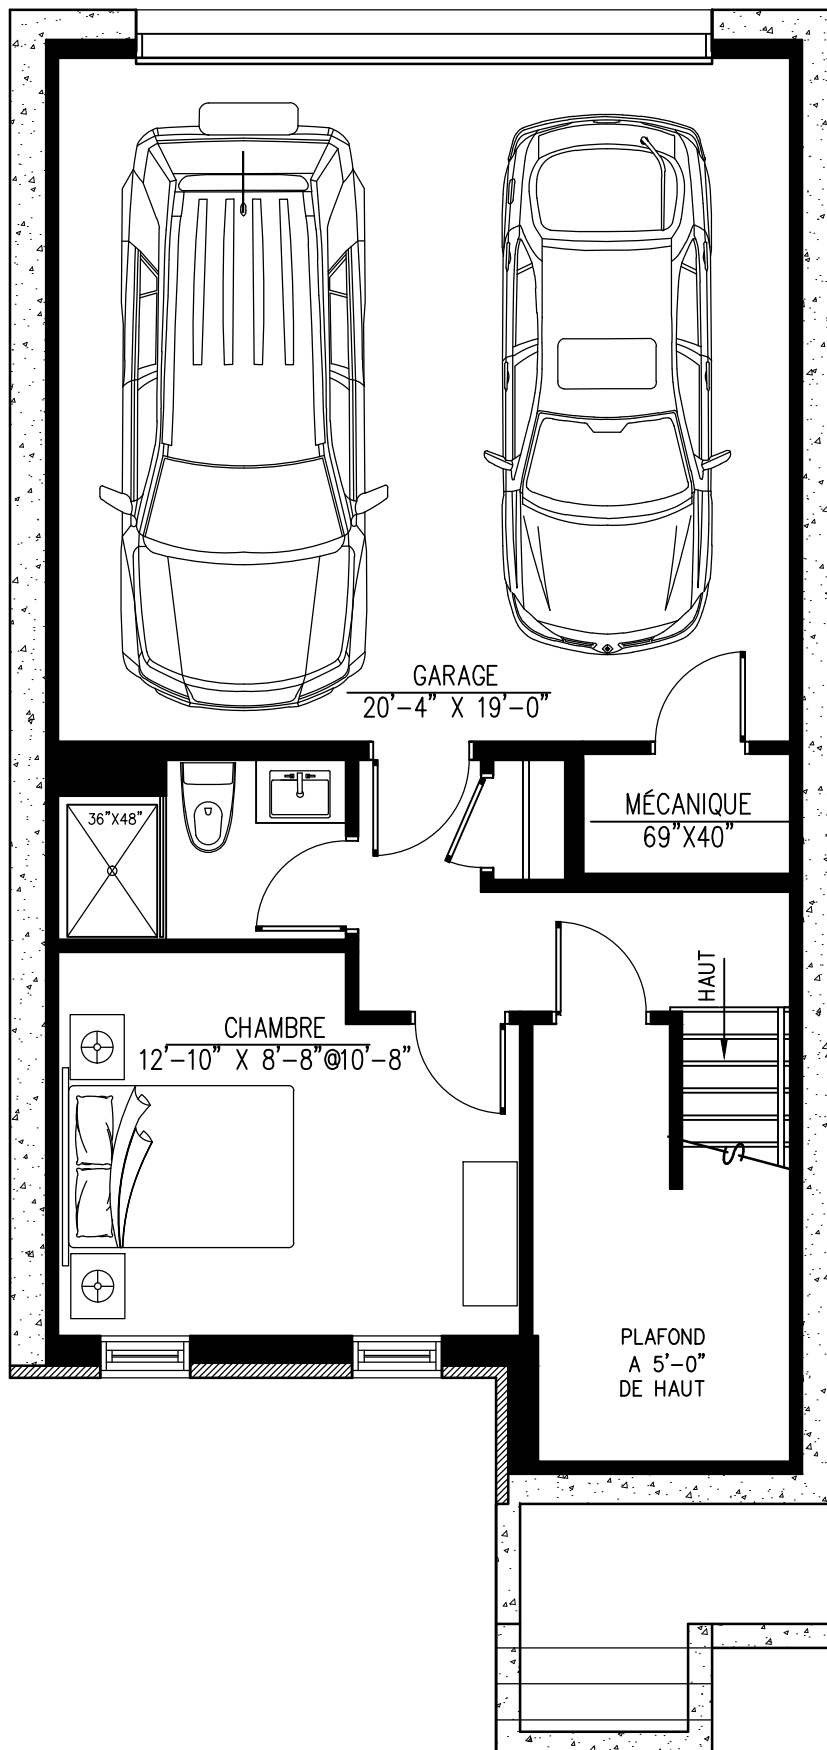 GARAGE
20'-4" X 19'-0"
36"X48"
MÉCANIQUE
69"X40"
HAUT
CHAMBRE
12'-10" X 8'-8"@10'-8"
PLAFOND
A 5'-0"
DE HAUT